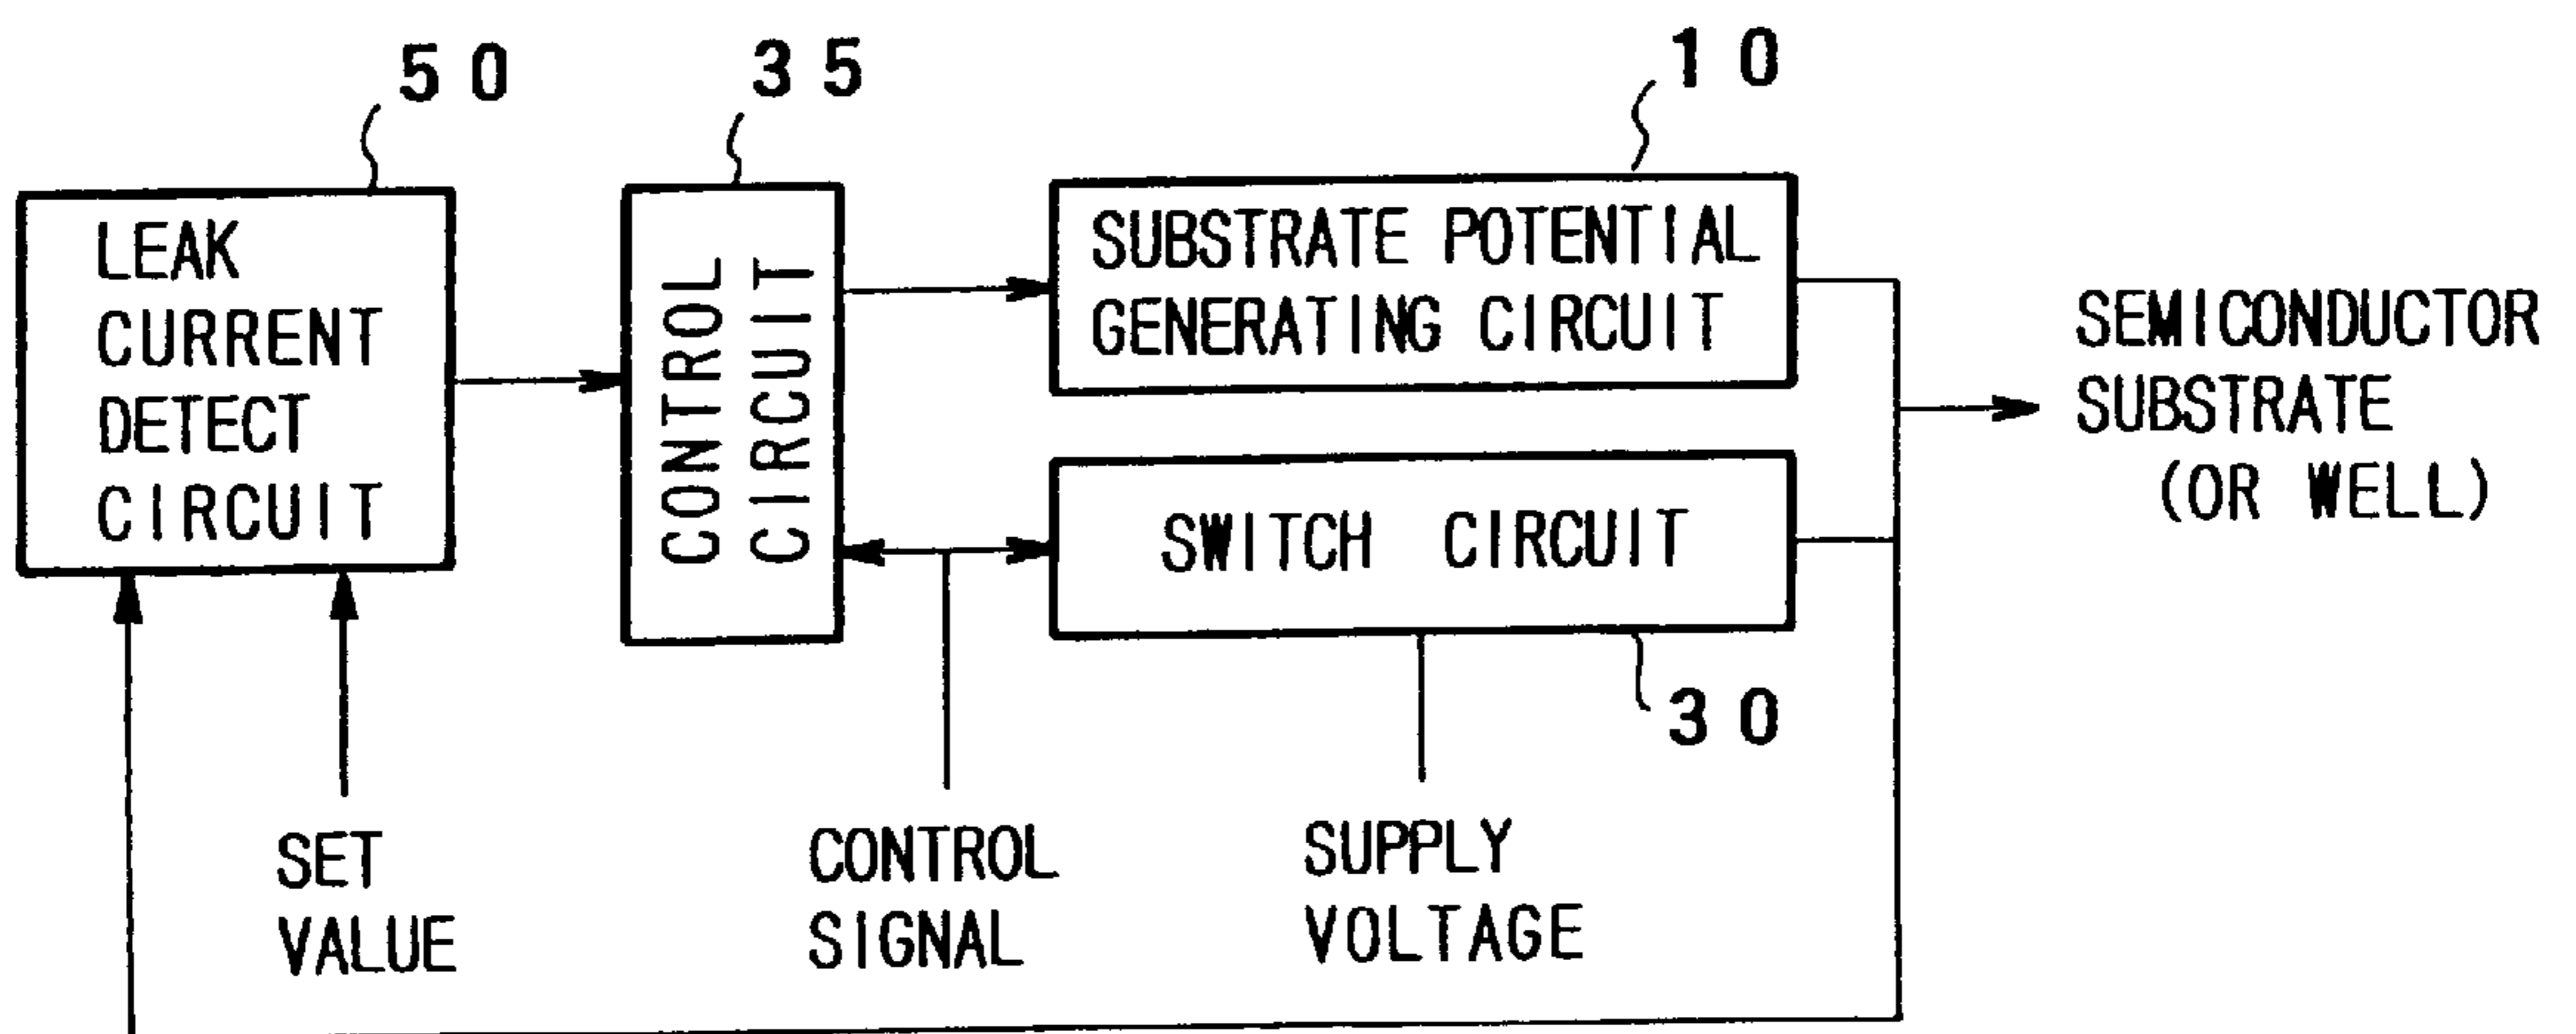 50
35
10
LEAK
CURRENT
DETECT
CIRCUIT
CONTROL
CIRCUIT
SUBSTRATE POTENTIAL
GENERATING CIRCUIT
SEMICONDUCTOR
SUBSTRATE
(OR WELL)
SWITCH CIRCUIT
30
SET
VALUE
CONTROL
SIGNAL
SUPPLY
VOLTAGE